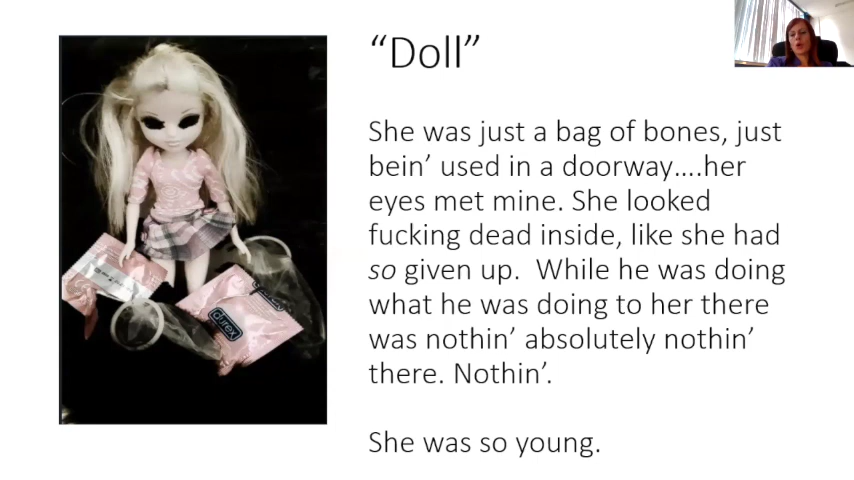 “Doll”
She was just a bag of bones, just
bein’ used in a doorway....her
eyes met mine. She looked
fucking dead inside, like she had
so given up.  While he was doing
what he was doing to her there
was nothin’ absolutely nothin’
there. Nothin’.
She was so young.
durex